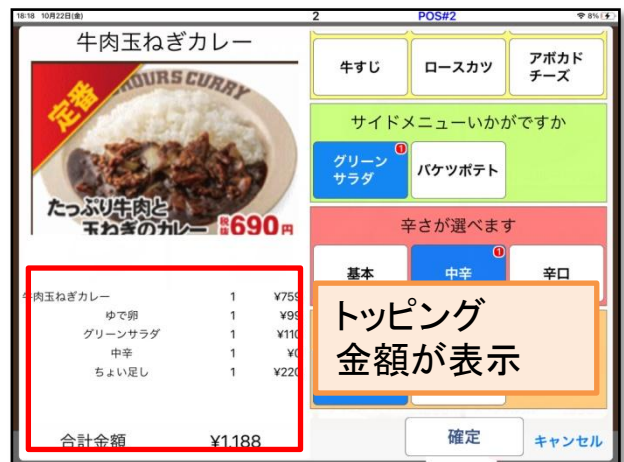 18:18 10月22日(金)
2
POS#2
8%
牛肉玉ねぎカレー
定番
HOURS CURRY
たっぷり牛肉と
玉ねぎのカレー 税抜690円
牛肉玉ねぎカレー 1 ¥759
ゆで卵 1 ¥99
グリーンサラダ 1 ¥110
中辛 1 ¥0
ちょい足し 1 ¥220
合計金額 ¥1,188
牛すじ
ロースカツ
アボカド
チーズ
サイドメニューいかがですか
グリーン
サラダ
1
バケツポテト
辛さが選べます
基本
中辛
1
辛口
トッピング
金額が表示
確定
キャンセル